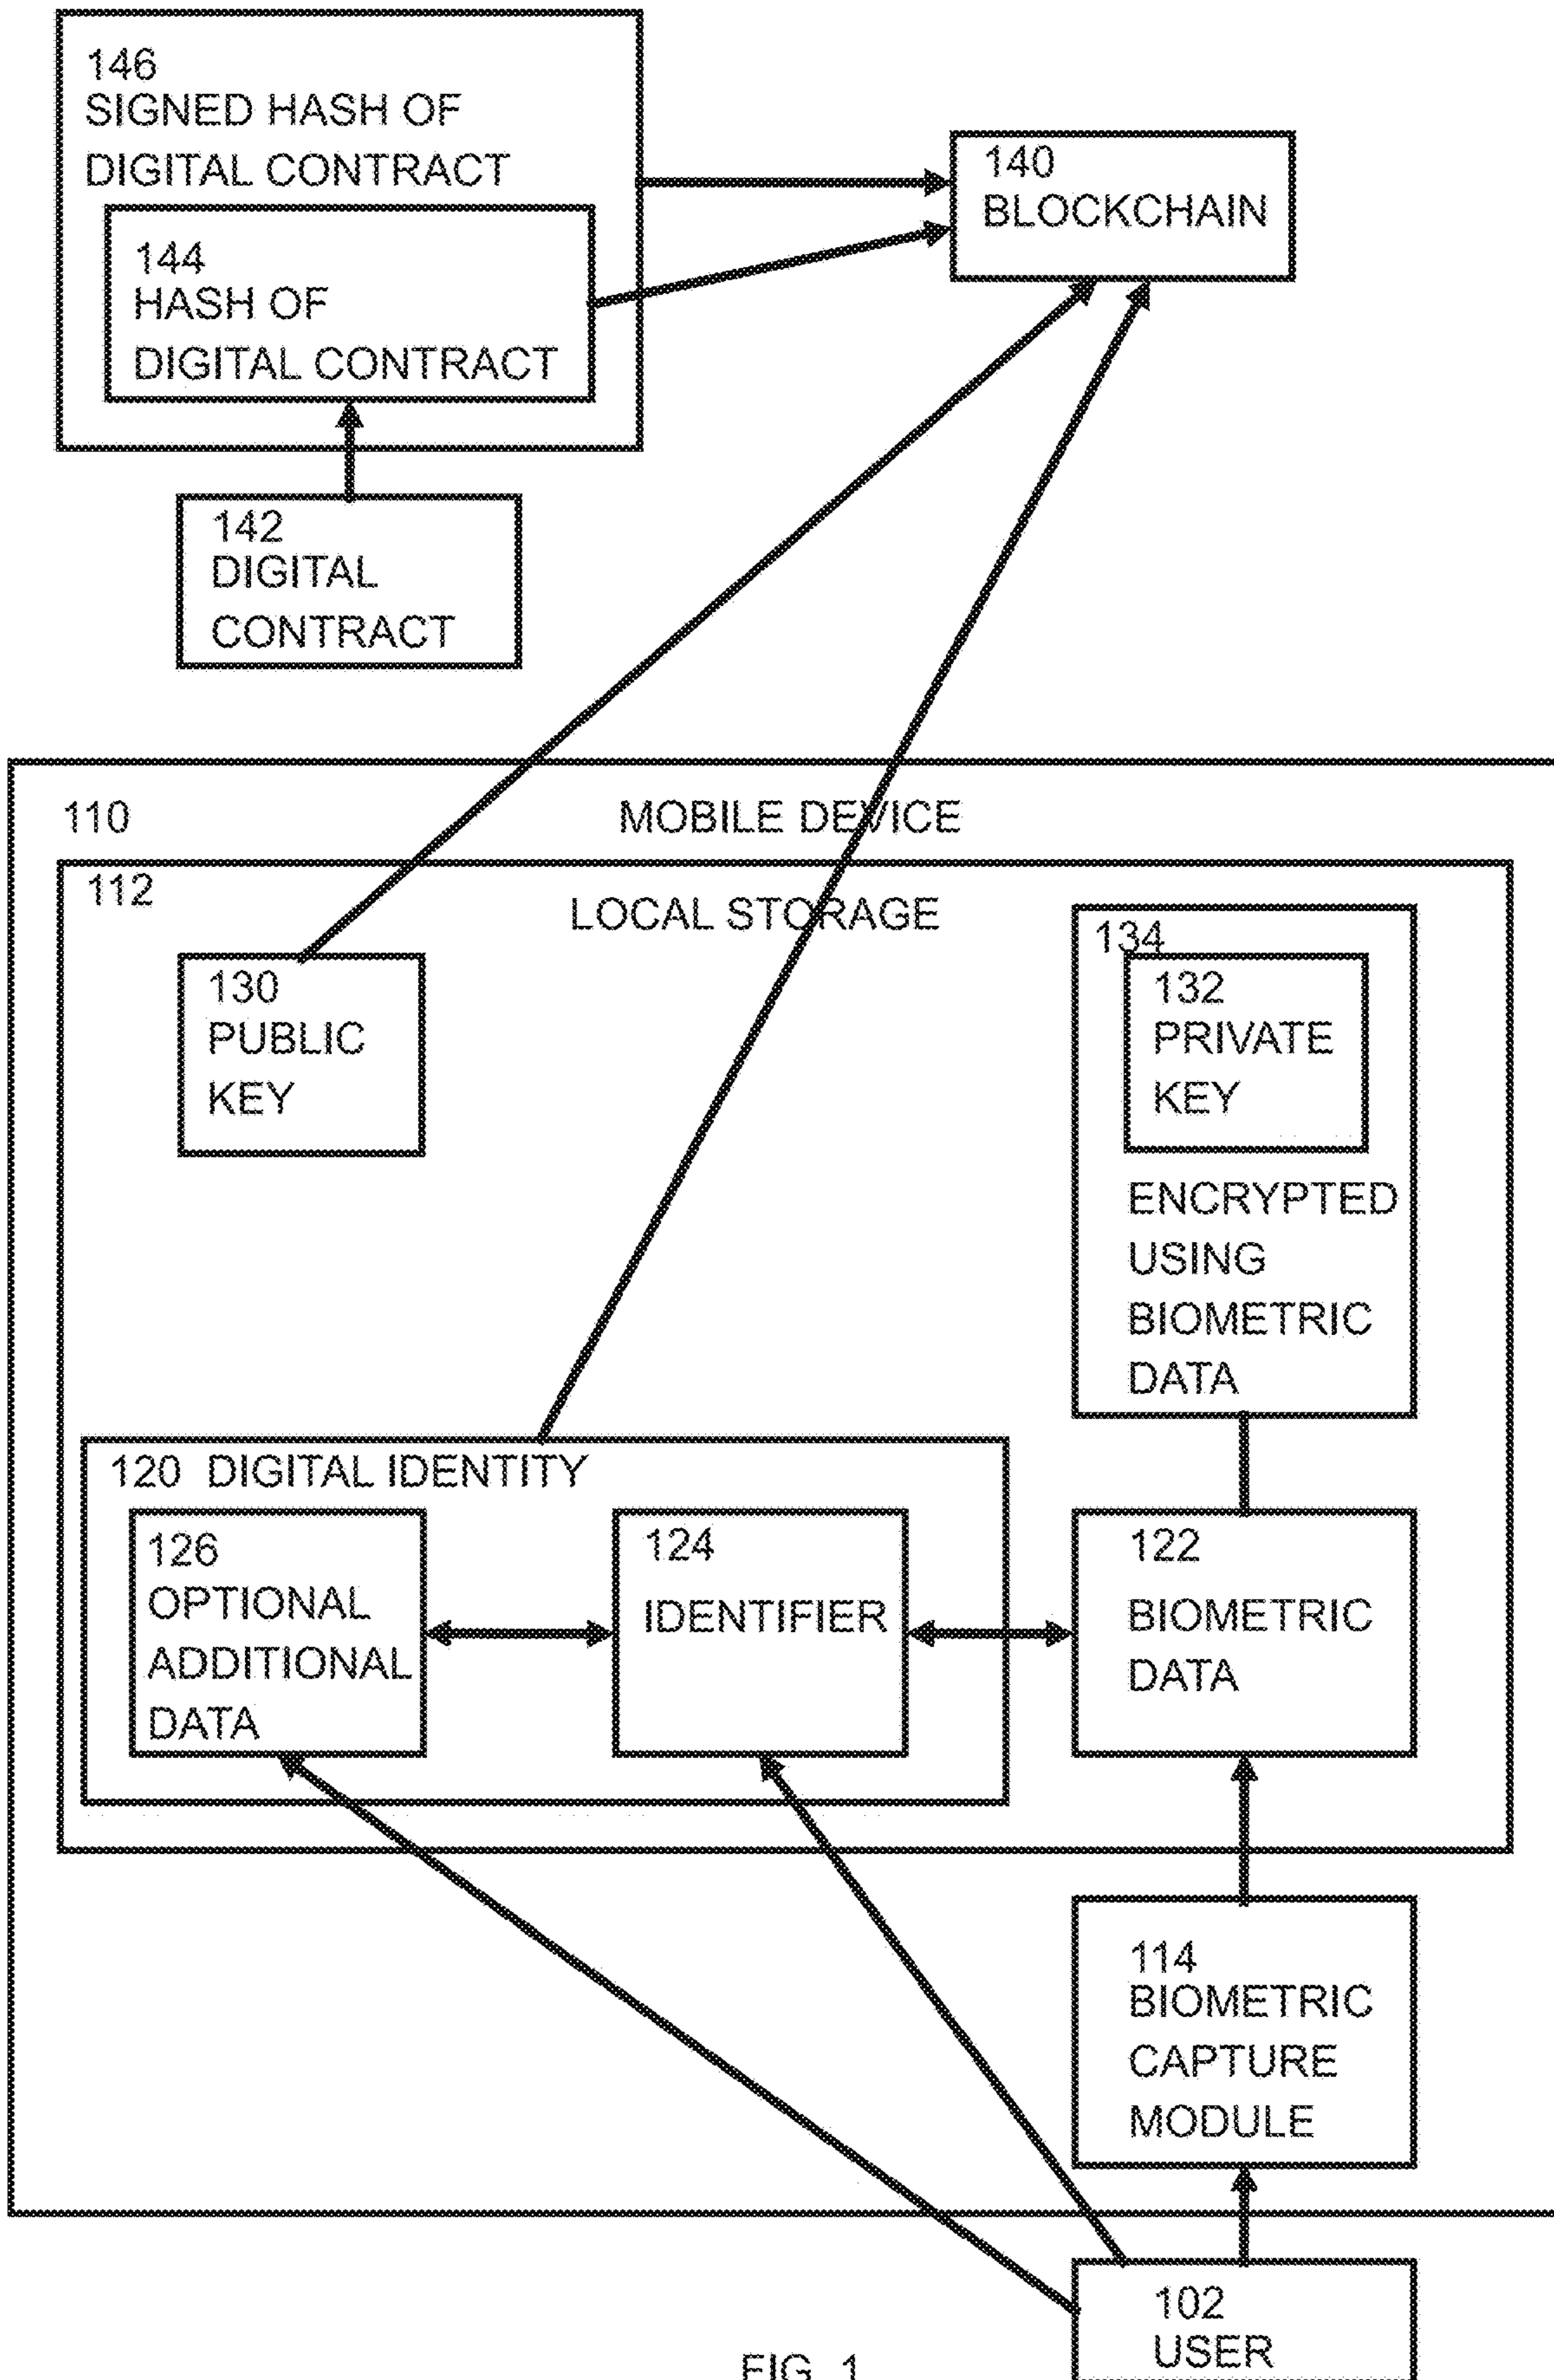 146
SIGNED HASH OF
DIGITAL CONTRACT
144
HASH OF
DIGITAL CONTRACT
140
BLOCKCHAIN
142
DIGITAL
CONTRACT
110
MOBILE DEVICE
112
LOCAL STORAGE
130
PUBLIC
KEY
134
132
PRIVATE
KEY
ENCRYPTED
USING
BIOMETRIC
DATA
120 DIGITAL IDENTITY
126
OPTIONAL
ADDITIONAL
DATA
124
IDENTIFIER
122
BIOMETRIC
DATA
114
BIOMETRIC
CAPTURE
MODULE
102
USER
FIG. 1